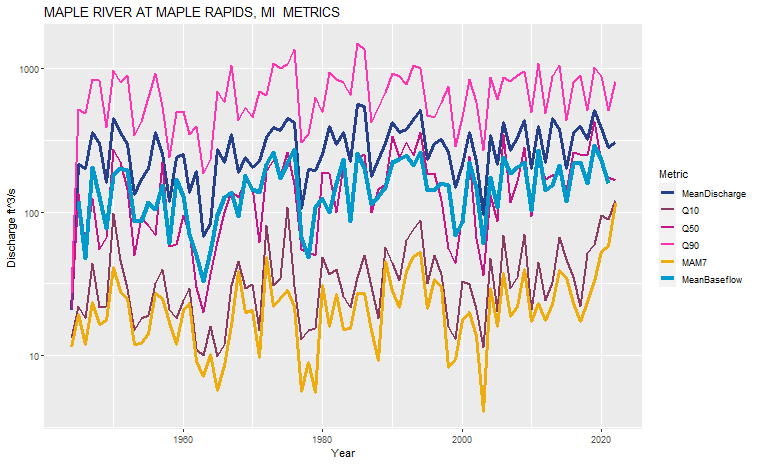 MAPLE RIVER AT MAPLE RAPIDS, MI  METRICS
1000
100
10
Discharge ft^3/s
1960
1980
2000
2020
Year
Metric
MeanDischarge
Q10
Q50
Q90
MAM7
MeanBaseflow